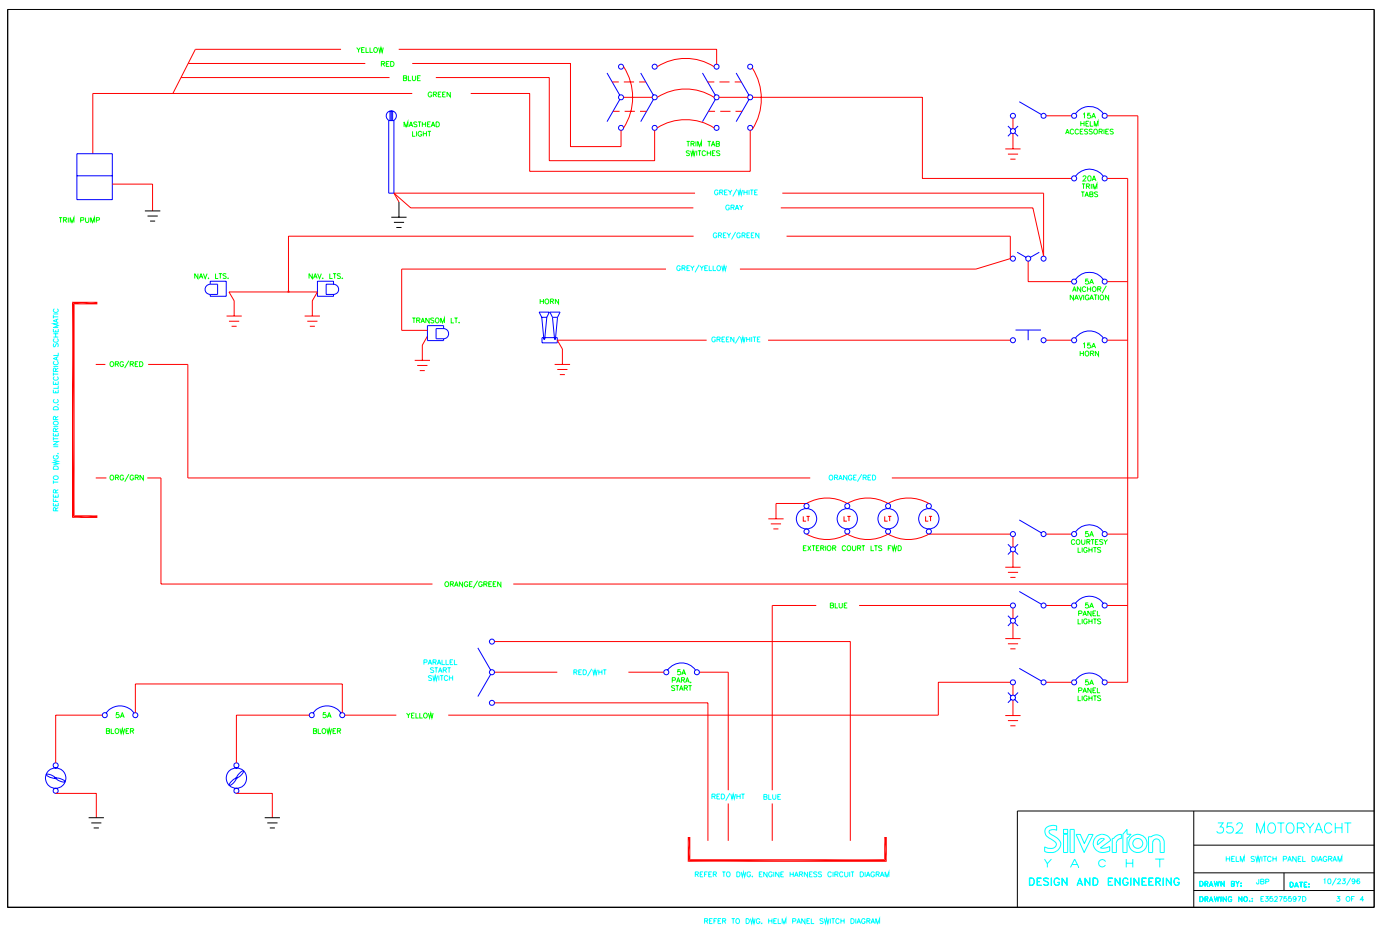 YELLOW
RED
BLUE
GREEN
MASTHEAD
LIGHT
TRIM TAB
SWITCHES
15A
HELM
ACCESSORIES
20A
TRIM
TABS
TRIM PUMP
GREY/WHITE
GRAY
GREY/GREEN
GREY/YELLOW
NAV. LTS.
NAV. LTS.
5A
ANCHOR/
NAVIGATION
HORN
TRANSOM LT.
GREEN/WHITE
15A
HORN
REFER TO DWG. INTERIOR D.C ELECTRICAL SCHEMATIC
ORG/RED
ORG/GRN
ORANGE/RED
LT
LT
LT
LT
EXTERIOR COURT LTS FWD
5A
COURTESY
LIGHTS
ORANGE/GREEN
BLUE
5A
PANEL
LIGHTS
PARALLEL
START
SWITCH
RED/WHT
5A
PARA.
START
5A
PANEL
LIGHTS
5A
BLOWER
5A
BLOWER
YELLOW
RED/WHT
BLUE
REFER TO DWG. ENGINE HARNESS CIRCUIT DIAGRAM
Silverton
YACHT
DESIGN AND ENGINEERING
352 MOTORYACHT
HELM SWITCH PANEL DIAGRAM
DRAWN BY: JBP
DATE: 10/23/96
DRAWING NO.: 3 OF 4
REFER TO DWG. HELM PANEL SWITCH DIAGRAM